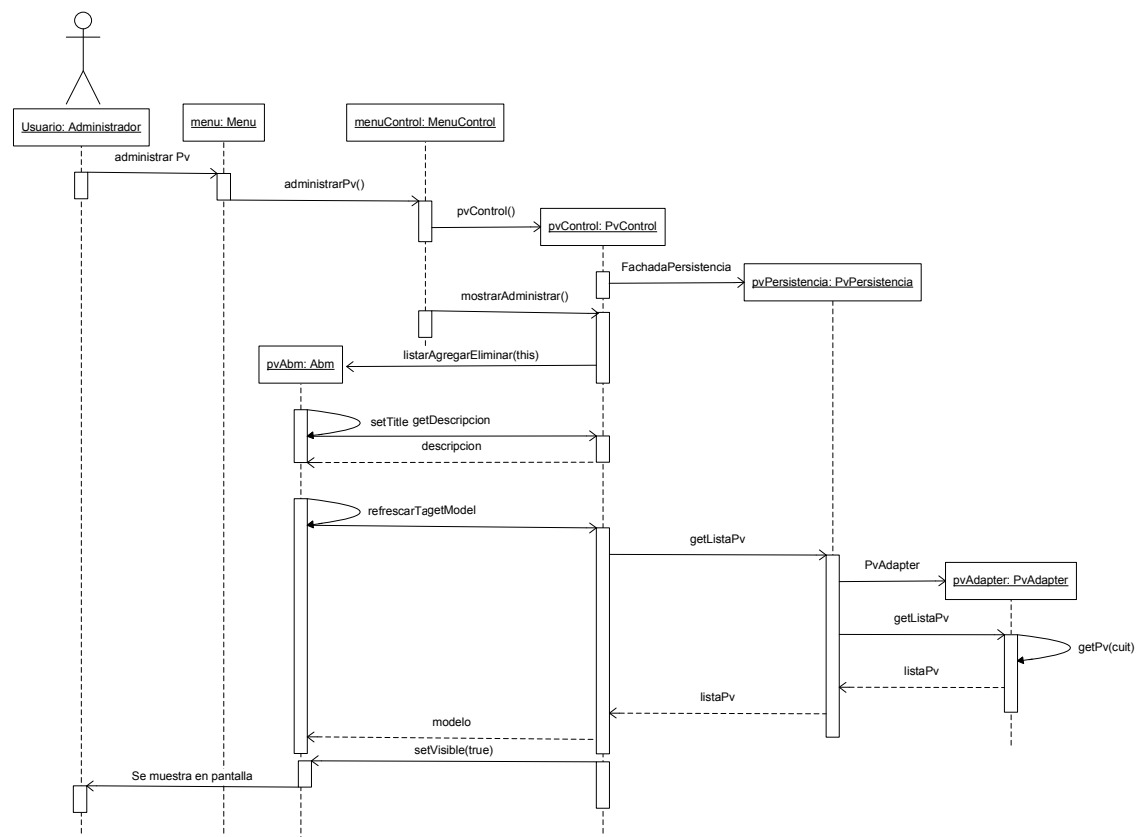 Usuario: Administrador
menu: Menu
menuControl: MenuControl
administrar Pv
administrarPv()
pvControl()
pvControl: PvControl
FachadaPersistencia
pvPersistencia: PvPersistencia
mostrarAdministrar()
listarAgregarEliminar(this)
pvAbm: Abm
setTitle
getDescripcion
descripcion
refrescarTa
getModel
getListaPv
PvAdapter
pvAdapter: PvAdapter
getListaPv
getPv(cuit)
listaPv
listaPv
modelo
setVisible(true)
Se muestra en pantalla